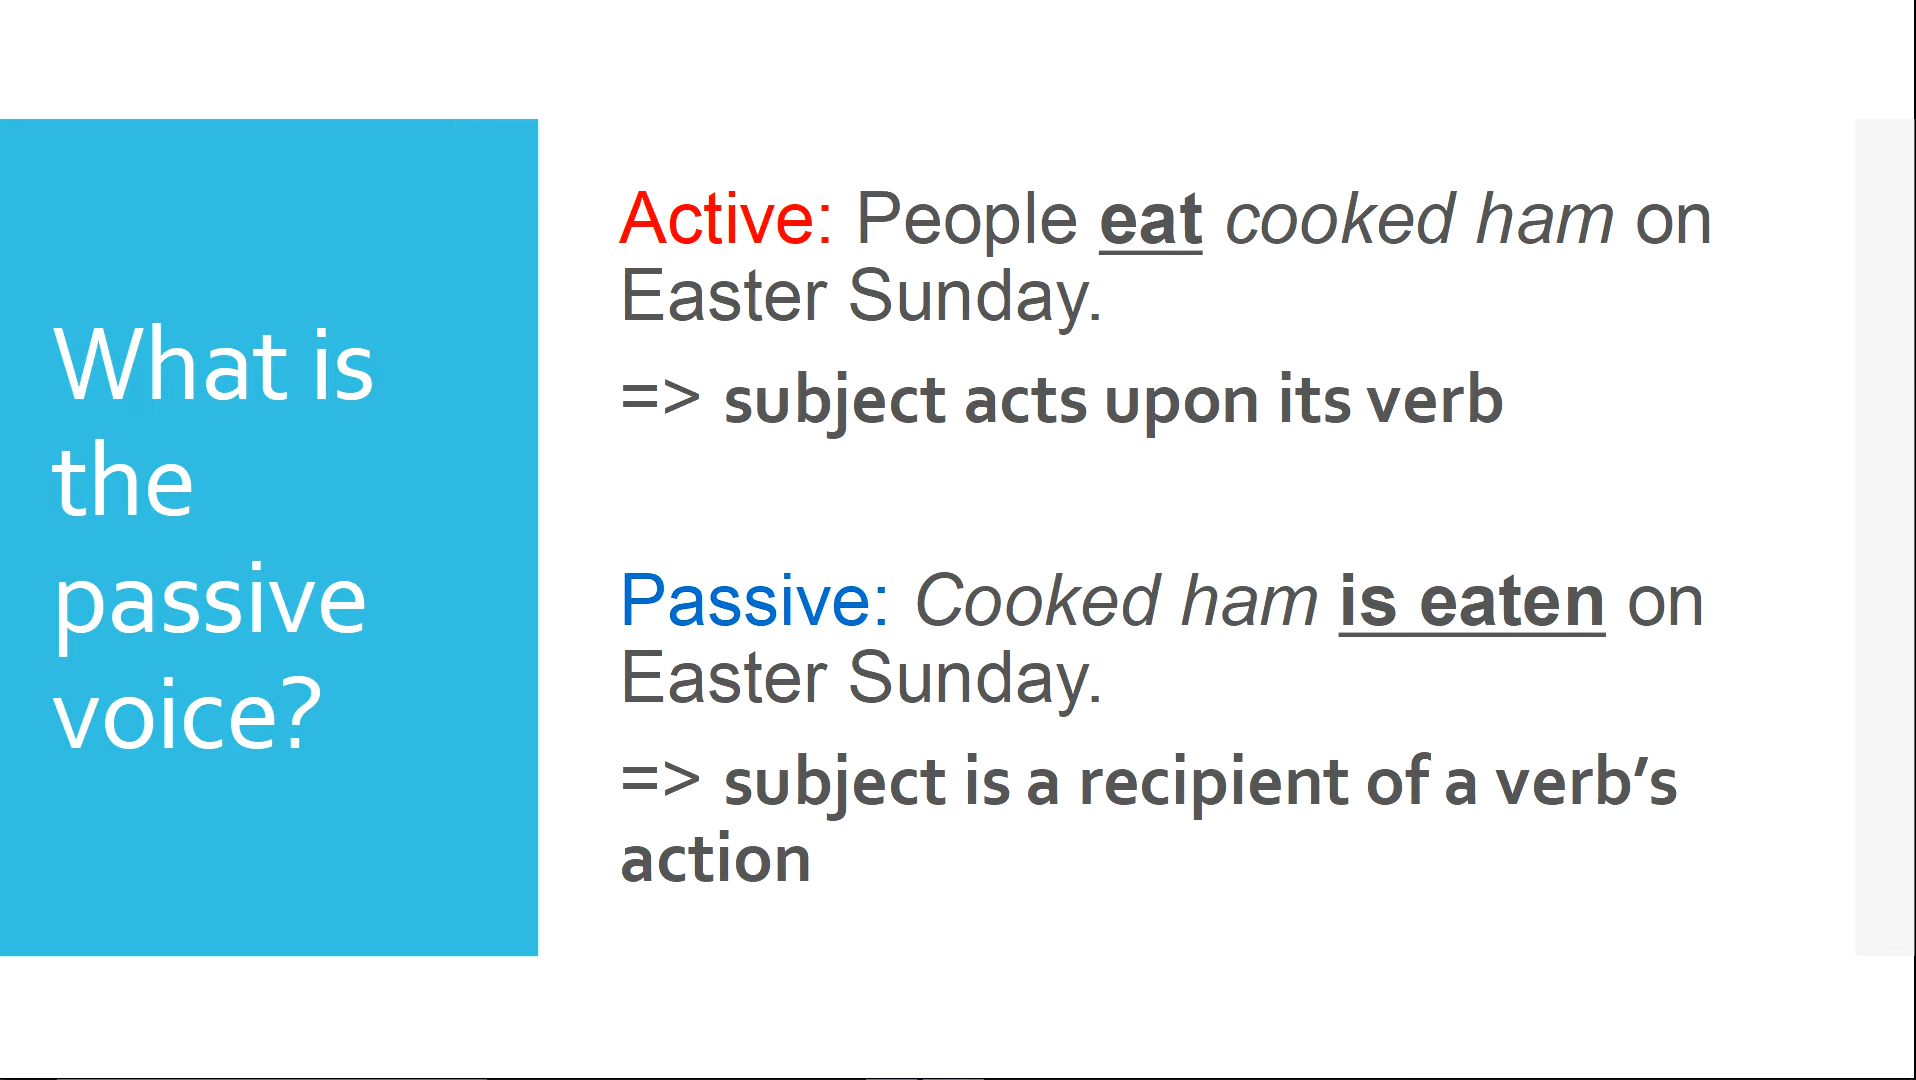 What is
the
passive
voice?
Active: People eat cooked ham on
Easter Sunday.
=> subject acts upon its verb
Passive: Cooked ham is eaten on
Easter Sunday.
=> subject is a recipient of a verb’s
action